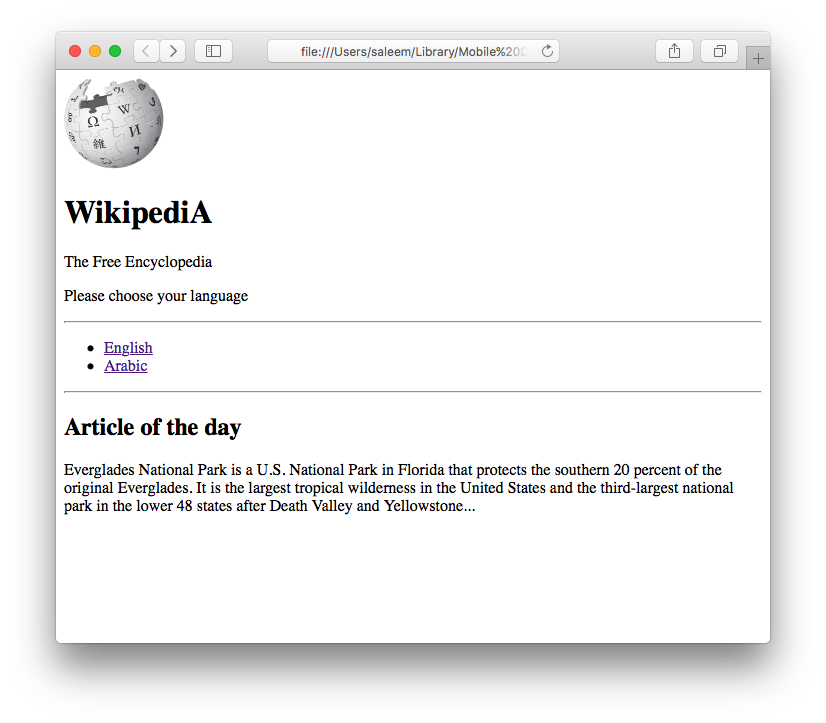 file:///Users/saleem/Library/Mobile%20D
Ω W И
維
WikipediA
The Free Encyclopedia
Please choose your language
English
Arabic
Article of the day
Everglades National Park is a U.S. National Park in Florida that protects the southern 20 percent of the
original Everglades. It is the largest tropical wilderness in the United States and the third-largest national
park in the lower 48 states after Death Valley and Yellowstone...